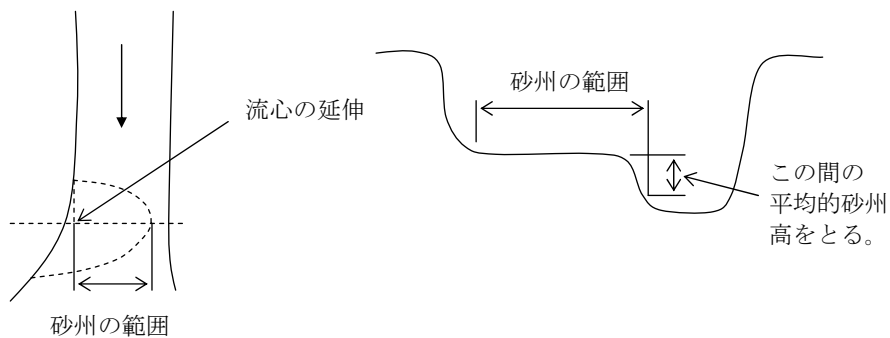 流心の延伸
砂州の範囲
砂州の範囲
この間の
平均的砂州
高をとる。